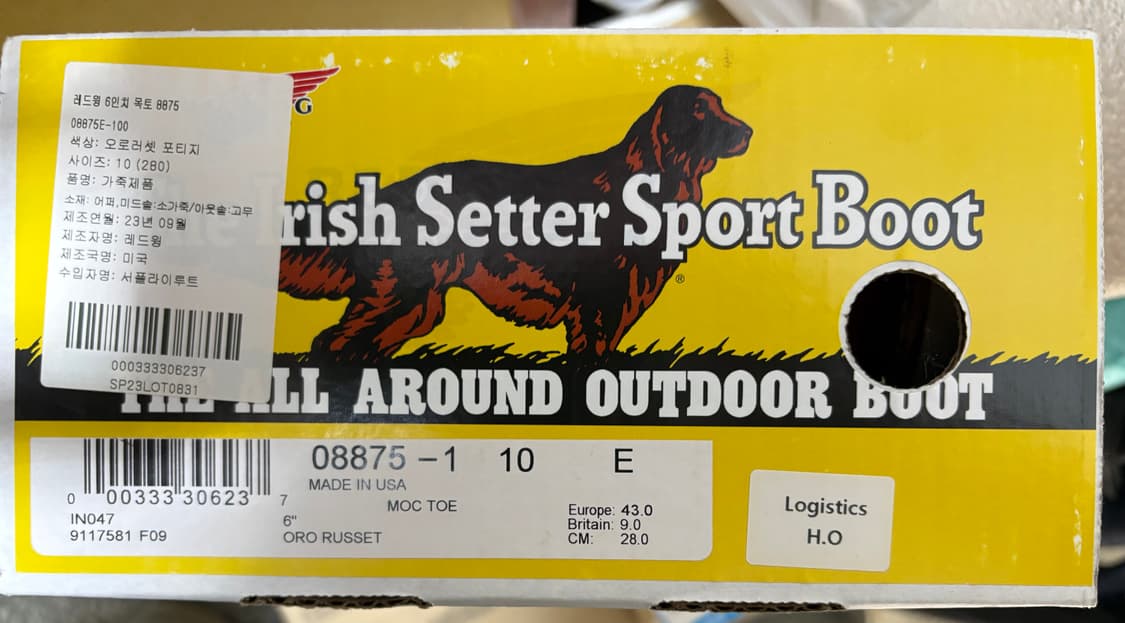 레드윙 6인치 목토 8875
08875E-100
색상: 오로러셋 포티지
사이즈: 10 (280)
품명: 가죽제품
소재: 어퍼,미드솔:소가죽/아웃솔:고무
제조연월: 23년 09월
제조자명: 레드윙
제조국명: 미국
수입자명: 서플라이루트
000333306237
SP23LOT0831
G
Irish Setter Sport Boot
®
THE ALL AROUND OUTDOOR BOOT
08875 -1 10 E
MADE IN USA
MOC TOE
0 00333 30623 7
IN047
6"
9117581 F09
ORO RUSSET
Europe: 43.0
Britain: 9.0
CM: 28.0
Logistics
H.O